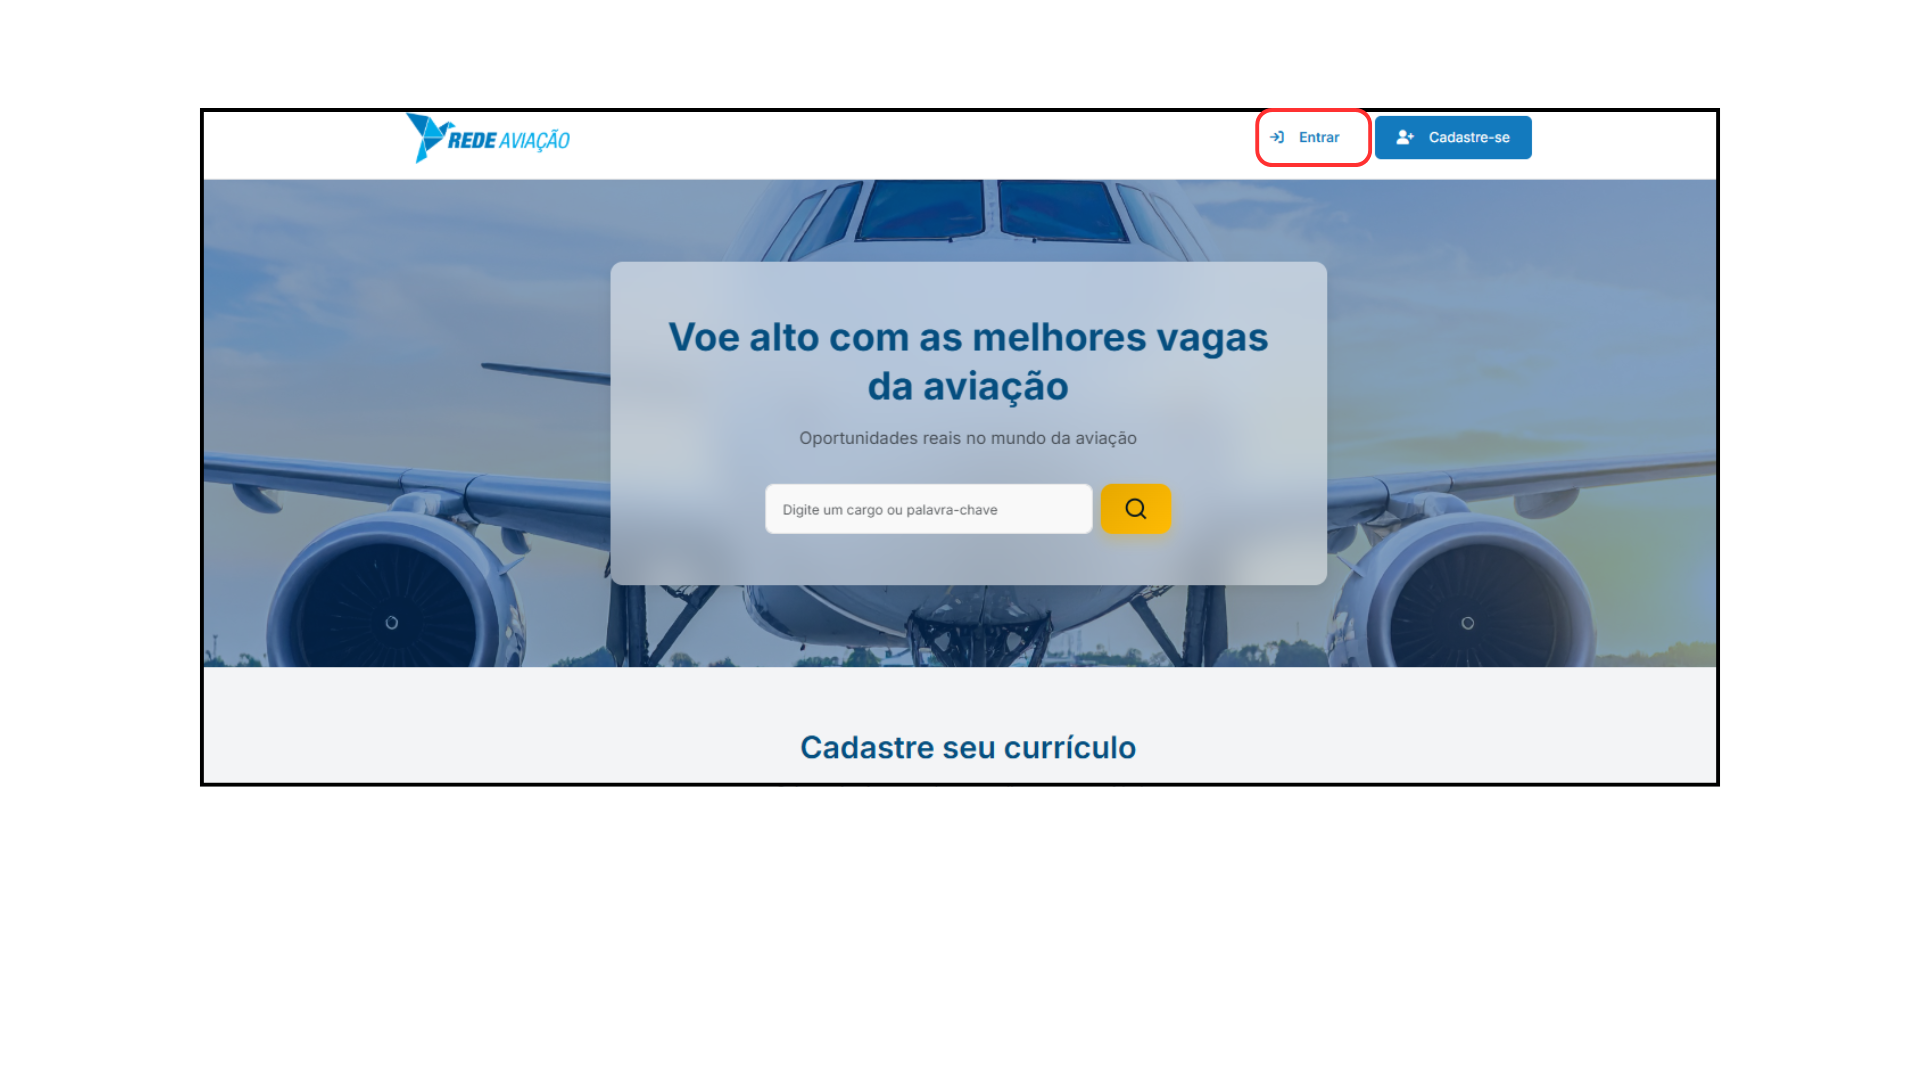 REDE AVIAÇÃO
Entrar
Cadastre-se
Voe alto com as melhores vagas
da aviação
Oportunidades reais no mundo da aviação
Digite um cargo ou palavra-chave
Cadastre seu currículo